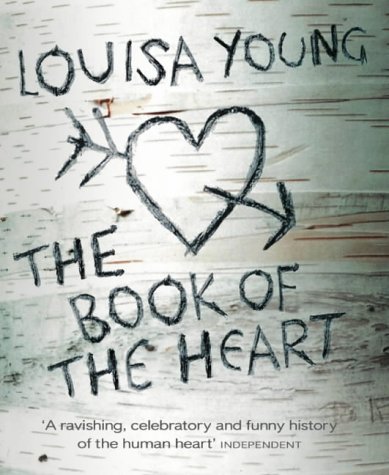 LOUISA YOUNG
THE
BOOK OF
THE HEART
‘A ravishing, celebratory and funny history
of the human heart’ INDEPENDENT